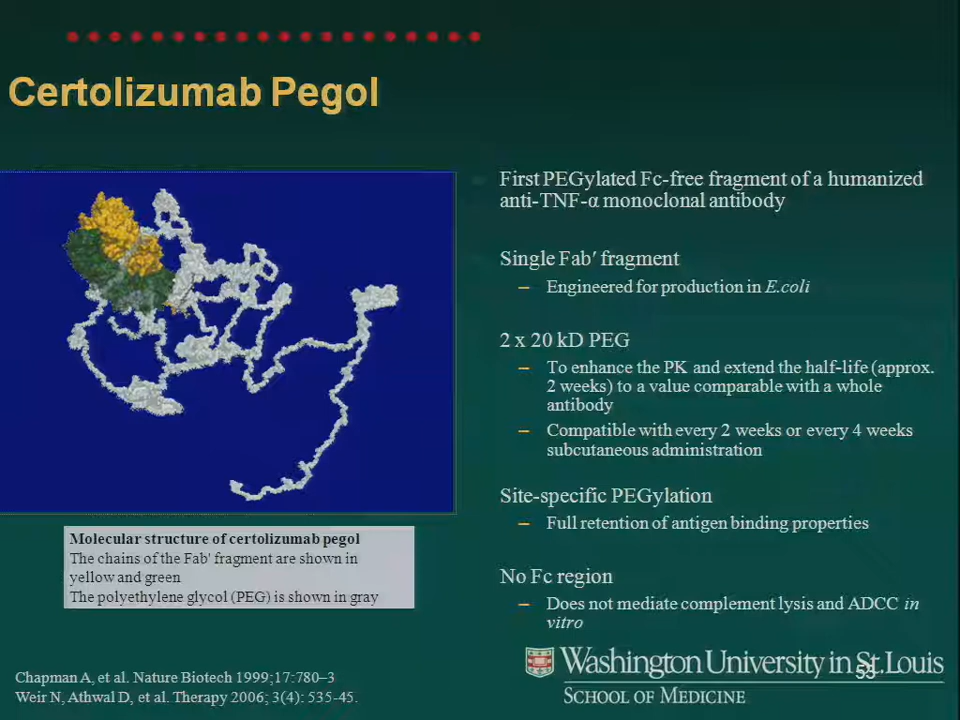 Certolizumab Pegol
First PEGylated Fc-free fragment of a humanized
anti-TNF-α monoclonal antibody
Single Fab′ fragment
– Engineered for production in E.coli
2 x 20 kD PEG
– To enhance the PK and extend the half-life (approx.
2 weeks) to a value comparable with a whole
antibody
– Compatible with every 2 weeks or every 4 weeks
subcutaneous administration
Site-specific PEGylation
– Full retention of antigen binding properties
No Fc region
– Does not mediate complement lysis and ADCC in
vitro
Molecular structure of certolizumab pegol
The chains of the Fab' fragment are shown in
yellow and green
The polyethylene glycol (PEG) is shown in gray
Chapman A, et al. Nature Biotech 1999;17:780–3
Weir N, Athwal D, et al. Therapy 2006; 3(4): 535-45.
Washington University in St. Louis
SCHOOL OF MEDICINE
53